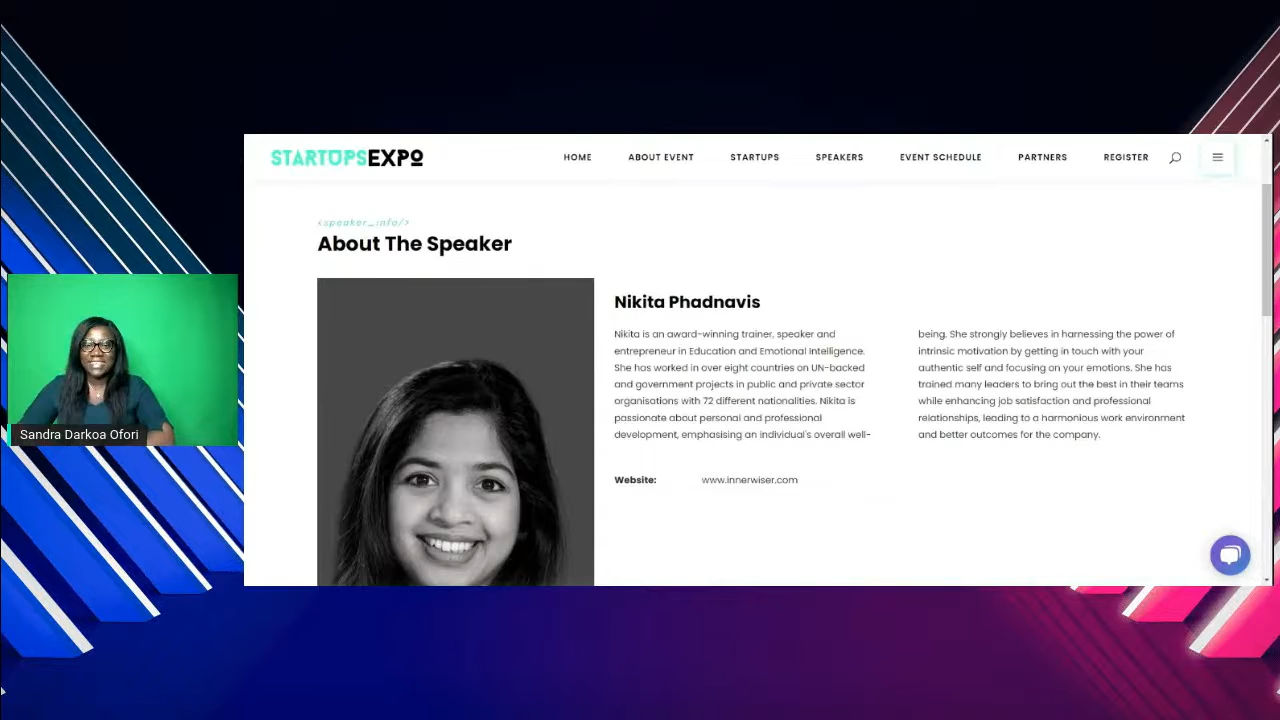 STARTUPSEXPO
HOME
ABOUT EVENT
STARTUPS
SPEAKERS
EVENT SCHEDULE
PARTNERS
REGISTER
<speaker_info/>
About The Speaker
Nikita Phadnavis
Nikita is an award-winning trainer, speaker and
entrepreneur in Education and Emotional Intelligence.
She has worked in over eight countries on UN-backed
and government projects in public and private sector
organisations with 72 different nationalities. Nikita is
passionate about personal and professional
development, emphasising an individual's overall well-
being. She strongly believes in harnessing the power of
intrinsic motivation by getting in touch with your
authentic self and focusing on your emotions. She has
trained many leaders to bring out the best in their teams
while enhancing job satisfaction and professional
relationships, leading to a harmonious work environment
and better outcomes for the company.
Website: www.innerwiser.com
Sandra Darkoa Ofori